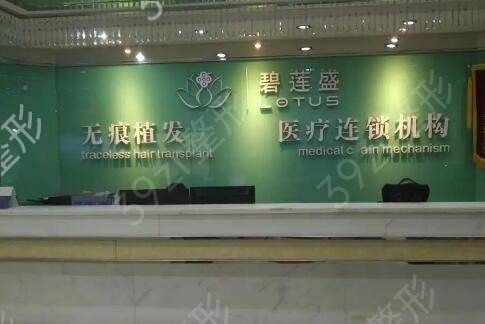 碧莲盛
LOTUS
无痕植发
traceless hair transplant
医疗连锁机构
medical c ain mechanism